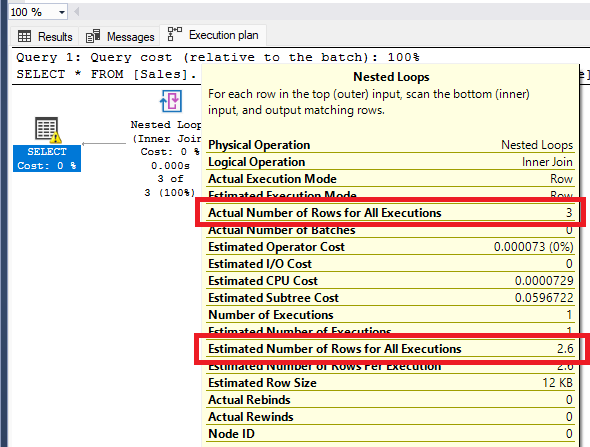 100 %
Results Messages Execution plan
Query 1: Query cost (relative to the batch): 100%
SELECT * FROM [Sales].
Nested Loops
For each row in the top (outer) input, scan the bottom (inner)
input, and output matching rows.
SELECT
Cost: 0 %
Nested Loop
(Inner Join
Cost: 0 %
0.000s
3 of
3 (100%)
Physical Operation Nested Loops
Logical Operation Inner Join
Actual Execution Mode Row
Estimated Execution Mode Row
Actual Number of Rows for All Executions 3
Actual Number of Batches 0
Estimated Operator Cost 0.000073 (0%)
Estimated I/O Cost 0
Estimated CPU Cost 0.0000729
Estimated Subtree Cost 0.0596722
Number of Executions 1
Estimated Number of Executions 1
Estimated Number of Rows for All Executions 2.6
Estimated Number of Rows Per Execution 2.6
Estimated Row Size 12 KB
Actual Rebinds 0
Actual Rewinds 0
Node ID 0